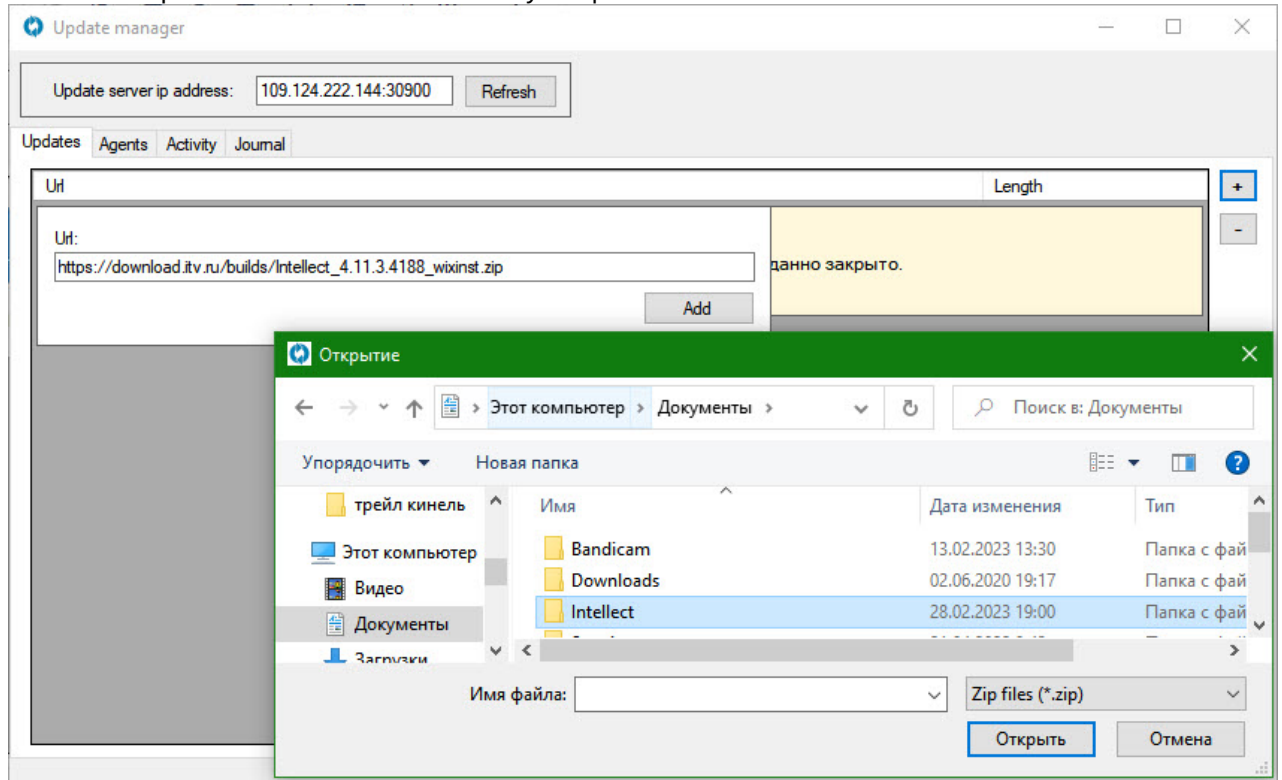 Update manager
Update server ip address: 109.124.222.144:30900 Refresh
Updates Agents Activity Journal
Url Length
+
-
Url:
https://download.itv.ru/builds/Intellect_4.11.3.4188_wixinst.zip
данно закрыто.
Add
Открытие
Этот компьютер > Документы >
Поиск в: Документы
Упорядочить Новая папка
?
трейл кинель
Имя Дата изменения Тип
Этот компьютер
Bandicam 13.02.2023 13:30 Папка с фай
Видео
Downloads 02.06.2020 19:17 Папка с фай
Документы
Intellect 28.02.2023 19:00 Папка с фай
Загрузки
Имя файла: Zip files (*.zip)
Открыть Отмена